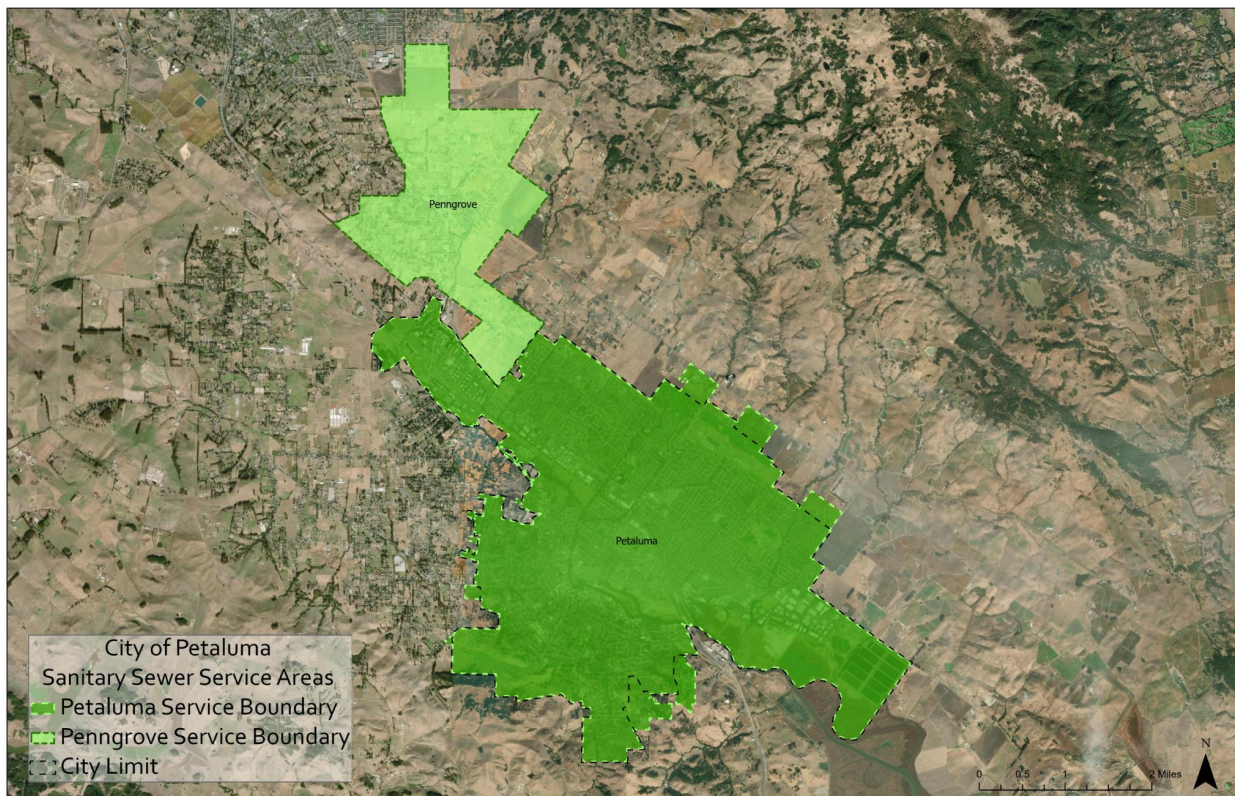 Penngrove
Petaluma
City of Petaluma
Sanitary Sewer Service Areas
Petaluma Service Boundary
Penngrove Service Boundary
City Limit
N
0 0.5 1 2 Miles